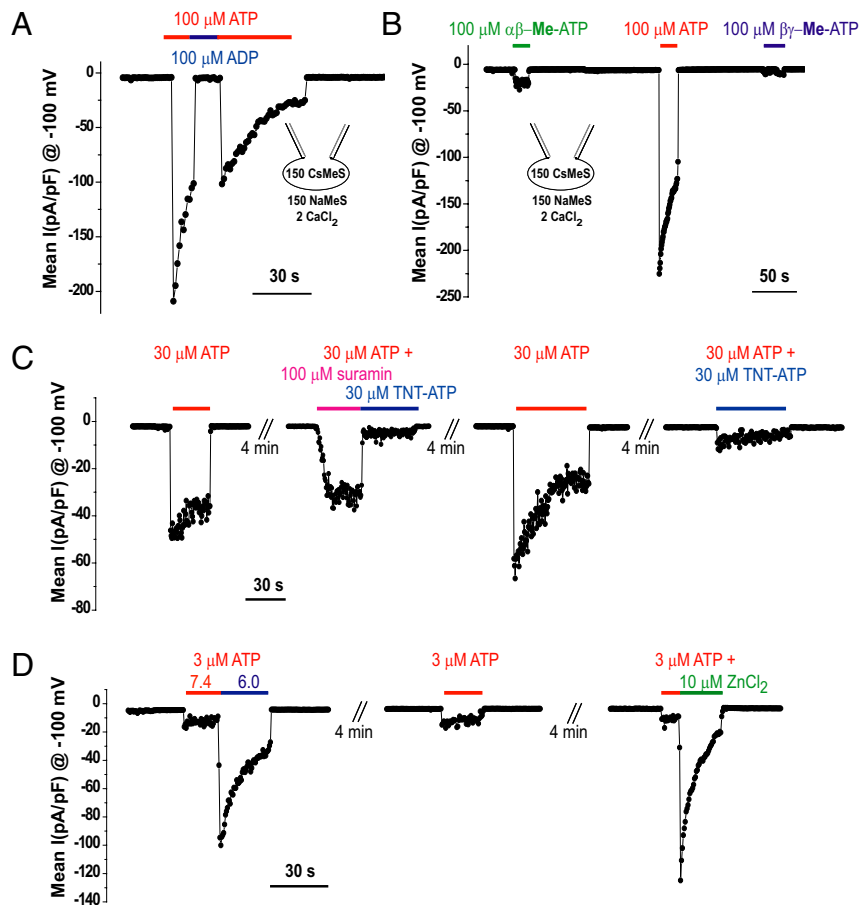 A
100 μM ATP
100 μM ADP
Mean I(pA/pF) @ -100 mV
0
-50
-100
-150
-200
150 CsMeS
150 NaMeS
2 CaCl2
30 s
B
100 μM αβ–Me-ATP
100 μM ATP
100 μM βγ–Me-ATP
Mean I(pA/pF) @ -100 mV
0
-50
-100
-150
-200
-250
150 CsMeS
150 NaMeS
2 CaCl2
50 s
C
30 μM ATP
30 μM ATP +
100 μM suramin
30 μM TNT-ATP
30 μM ATP
30 μM ATP +
30 μM TNT-ATP
Mean I(pA/pF) @ -100 mV
0
-20
-40
-60
-80
4 min
4 min
4 min
30 s
D
3 μM ATP
7.4
6.0
3 μM ATP
3 μM ATP +
10 μM ZnCl2
Mean I(pA/pF) @ -100 mV
0
-20
-40
-60
-80
-100
-120
-140
4 min
4 min
30 s